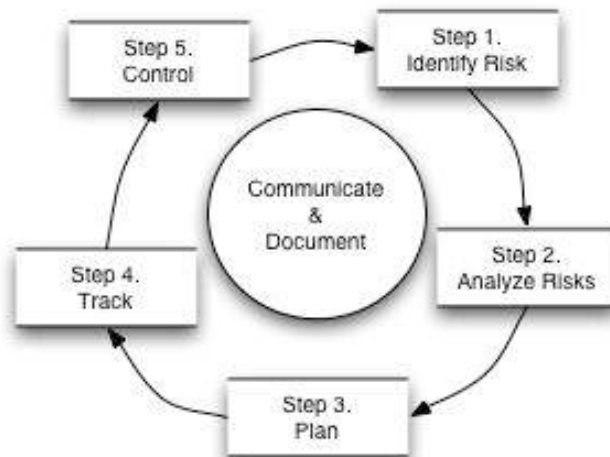 Step 1.
Identify Risk
Step 2.
Analyze Risks
Step 3.
Plan
Step 4.
Track
Step 5.
Control
Communicate
&
Document